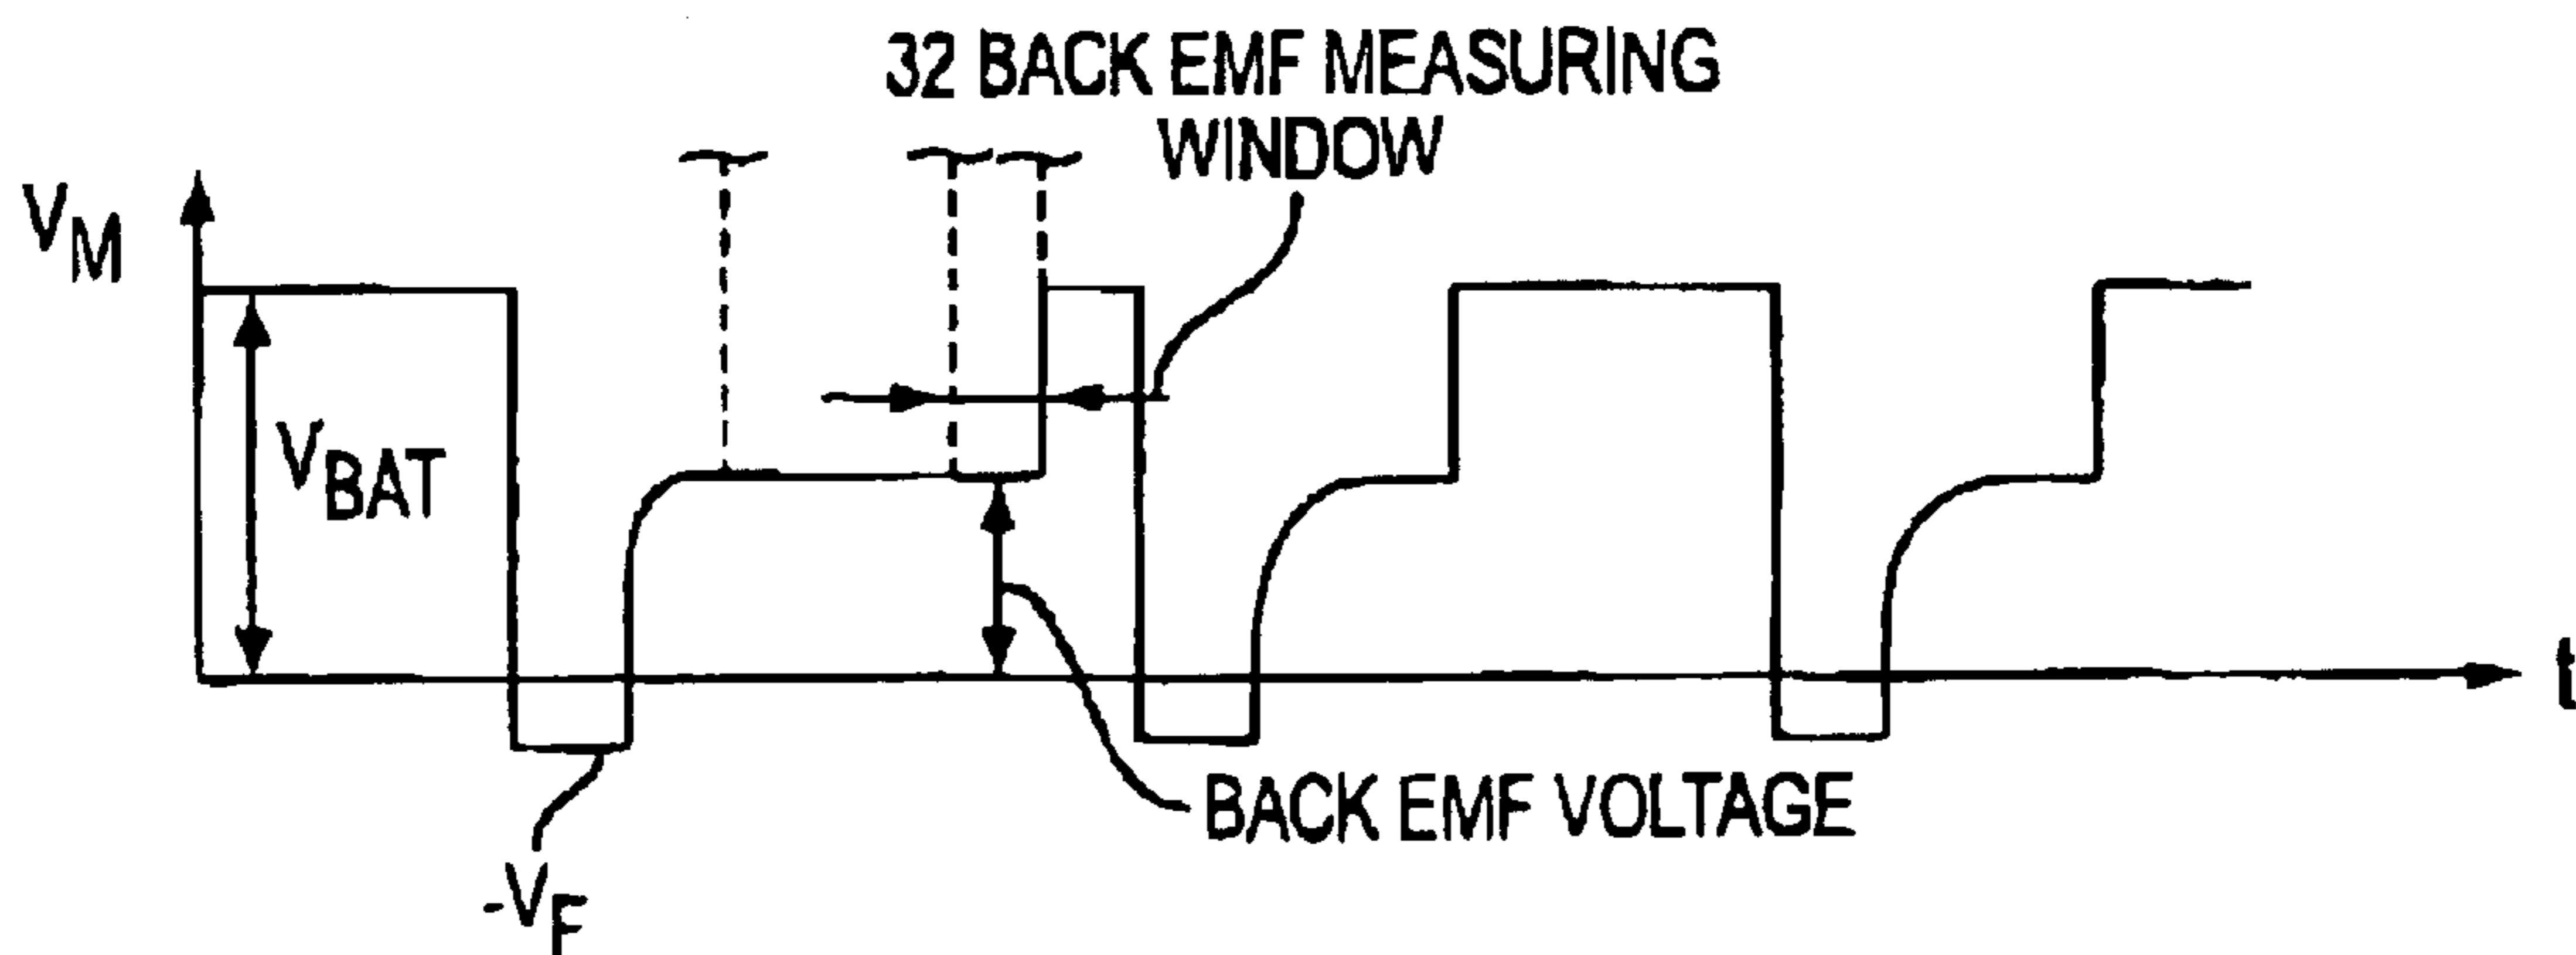 32 BACK EMF MEASURING
WINDOW
VM
VBAT
BACK EMF VOLTAGE
-VF
t